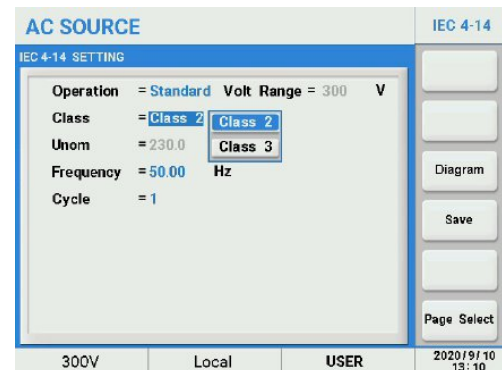 AC SOURCE
IEC 4-14
IEC 4-14 SETTING
Operation = Standard Volt Range = 300 V
Class = Class 2
Class 2
Class 3
Unom = 230.0
Frequency = 50.00 Hz
Cycle = 1
Diagram
Save
Page Select
300V Local USER
2020/9/10
13:10